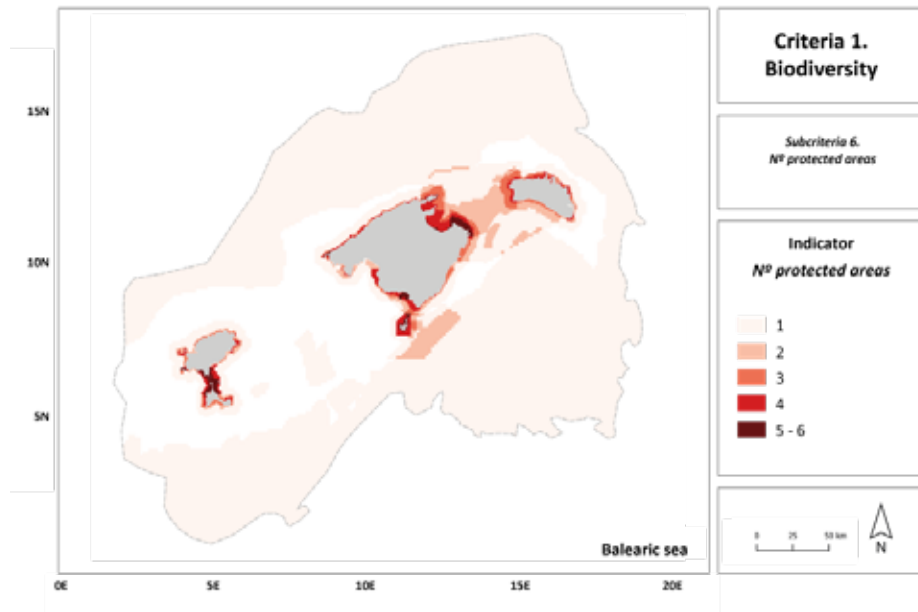 Criteria 1.
Biodiversity
Subcriteria 6.
Nº protected areas
Indicator
Nº protected areas
1
2
3
4
5 - 6
0 25 50 km
N
Balearic sea
15N
10N
5N
0E 5E 10E 15E 20E